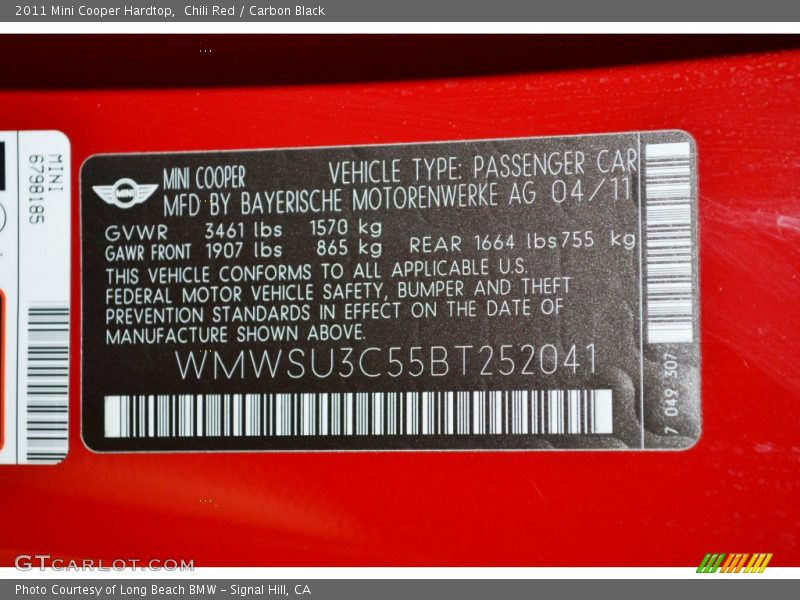 2011 Mini Cooper Hardtop,  Chili Red / Carbon Black
MINI
6798185
MINI
MINI COOPER VEHICLE TYPE: PASSENGER CAR
MFD BY BAYERISCHE MOTORENWERKE AG 04/11
GVWR 3461 lbs 1570 kg
GAWR FRONT 1907 lbs 865 kg REAR 1664 lbs 755 kg
THIS VEHICLE CONFORMS TO ALL APPLICABLE U.S.
FEDERAL MOTOR VEHICLE SAFETY, BUMPER AND THEFT
PREVENTION STANDARDS IN EFFECT ON THE DATE OF
MANUFACTURE SHOWN ABOVE.
WMWSU3C55BT252041
7 049 307
GTCARLOT.COM
Photo Courtesy of Long Beach BMW - Signal Hill, CA